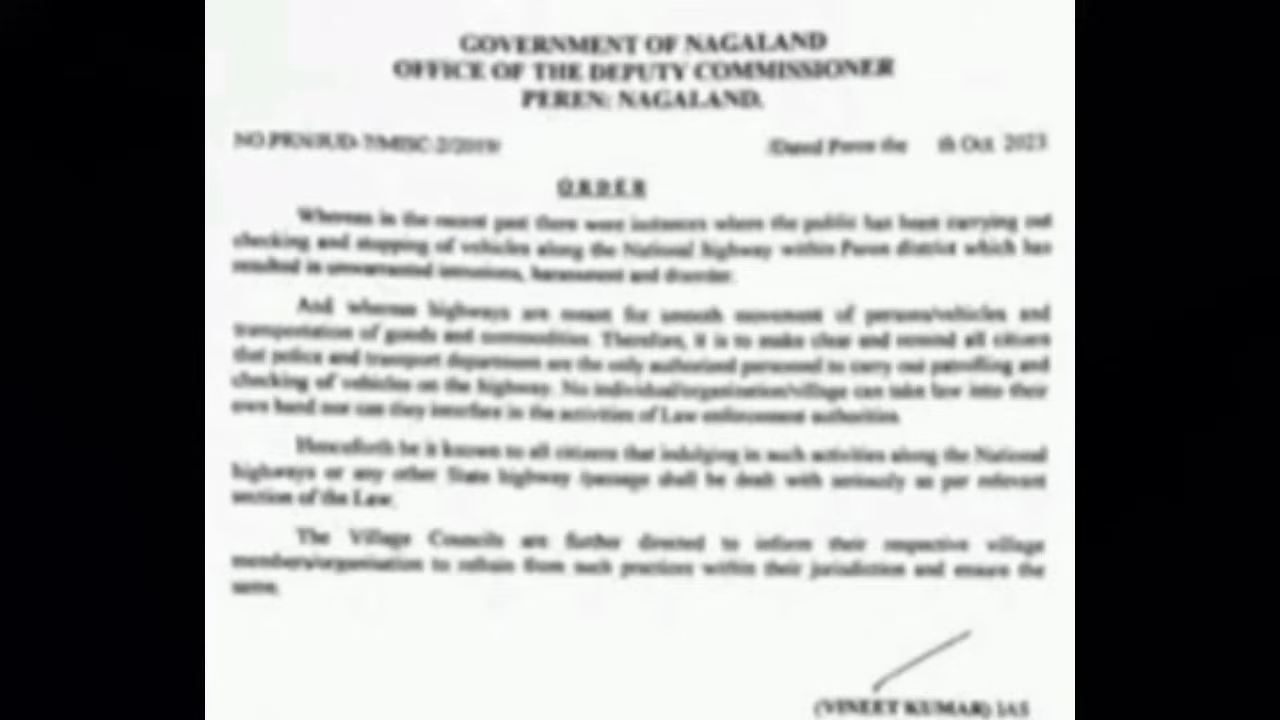 GOVERNMENT OF NAGALAND
OFFICE OF THE DEPUTY COMMISSIONER
PEREN: NAGALAND.
NO.PRN/JUD-7/MISC-2/2019/ /Dated Peren the th Oct. 2023
ORDER
Whereas in the recent past there were instances where the public has been carrying out
checking and stopping of vehicles along the National highway within Peren district which has
resulted in unwarranted intrusions, harassment and disorder.
And whereas highways are meant for smooth movement of persons/vehicles and
transportation of goods and commodities. Therefore, it is to make clear and remind all citizens
that police and transport department are the only authorized personnel to carry out patrolling and
checking of vehicles on the highway. No individual/organization/village can take law into their
own hand nor can they interfere in the activities of Law enforcement authorities.
Henceforth be it known to all citizens that indulging in such activities along the National
highways or any other State highway /passage shall be dealt with seriously as per relevant
section of the Law.
The Village Councils are further directed to inform their respective village
members/organisation to refrain from such practices within their jurisdiction and ensure the
same.
(VINEET KUMAR) IAS